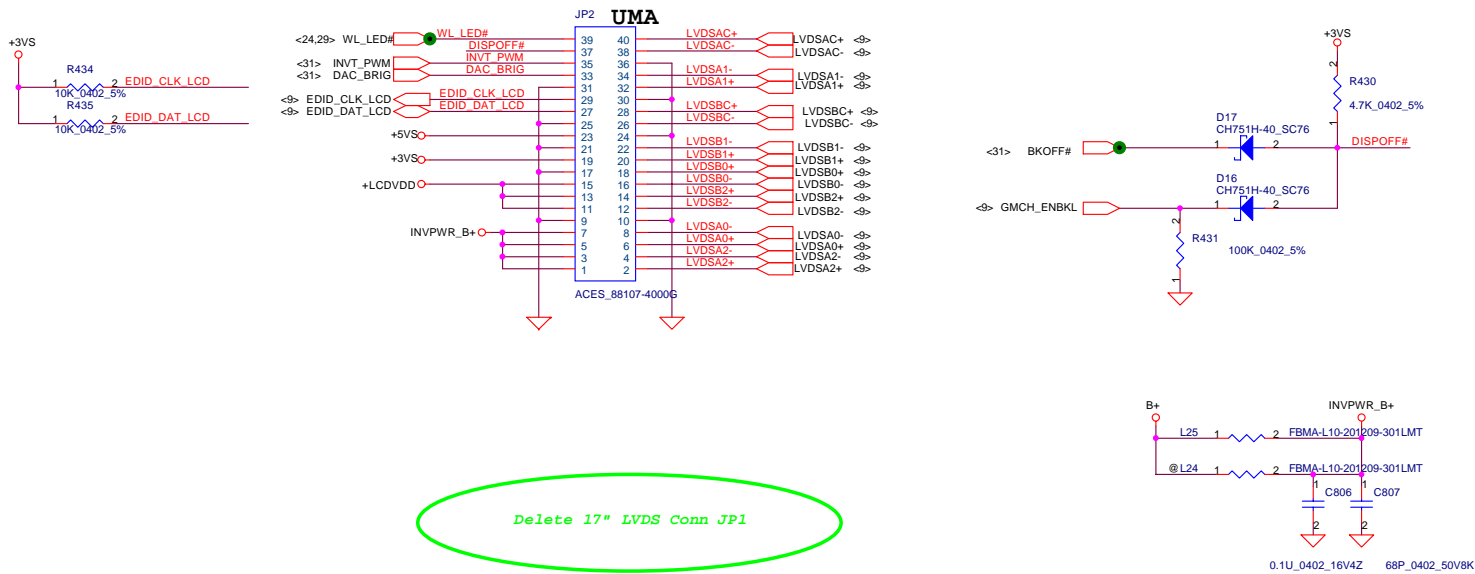 JP2 UMA
+3VS
R434
1 2 EDID_CLK_LCD
10K_0402_5%
R435
1 2 EDID_DAT_LCD
10K_0402_5%
<24,29> WL_LED# WL_LED# 39 40 LVDSAC+ LVDSAC+ <9>
DISPOFF# 37 38 LVDSAC- LVDSAC- <9>
<31> INVT_PWM INVT_PWM 35 36
<31> DAC_BRIG DAC_BRIG 33 34 LVDSA1- LVDSA1- <9>
31 32 LVDSA1+ LVDSA1+ <9>
<9> EDID_CLK_LCD EDID_CLK_LCD 29 30
<9> EDID_DAT_LCD EDID_DAT_LCD 27 28 LVDSBC+ LVDSBC+ <9>
25 26 LVDSBC- LVDSBC- <9>
+5VS 23 24
21 22 LVDSB1- LVDSB1- <9>
+3VS 19 20 LVDSB1+ LVDSB1+ <9>
17 18 LVDSB0+ LVDSB0+ <9>
+LCDVDD 15 16 LVDSB0- LVDSB0- <9>
13 14 LVDSB2+ LVDSB2+ <9>
11 12 LVDSB2- LVDSB2- <9>
9 10
INVPWR_B+ 7 8 LVDSA0- LVDSA0- <9>
5 6 LVDSA0+ LVDSA0+ <9>
3 4 LVDSA2- LVDSA2- <9>
1 2 LVDSA2+ LVDSA2+ <9>
ACES_88107-4000G
+3VS
2
R430
4.7K_0402_5%
1
D17
CH751H-40_SC76
<31> BKOFF# 1 2 DISPOFF#
D16
CH751H-40_SC76
<9> GMCH_ENBKL 1 2
2
R431
100K_0402_5%
1
B+ INVPWR_B+
L25 1 2 FBMA-L10-201209-301LMT
@L24 1 2 FBMA-L10-201209-301LMT
1 C806 1 C807
2 2
0.1U_0402_16V4Z 68P_0402_50V8K
Delete 17" LVDS Conn JP1